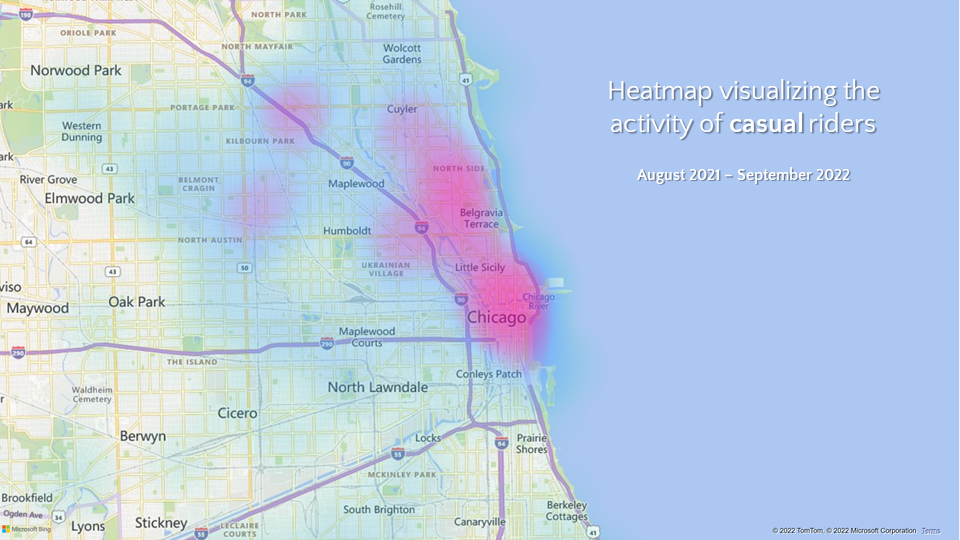 Heatmap visualizing the
activity of casual riders
August 2021 – September 2022
190
Rosehill
Cemetery
NORTH PARK
ORIOLE PARK
NORTH MAYFAIR
Wolcott
Gardens
Norwood Park
94
41
PORTAGE PARK
Cuyler
ark
Western
Dunning
KILBOURN PARK
ark
43
90
NORTH SIDE
River Grove
BELMONT
CRAGIN
Maplewood
Elmwood Park
Belgravia
Terrace
94
Humboldt
64
NORTH AUSTIN
43
50
UKRAINIAN
VILLAGE
Little Sicily
viso
Oak Park
90
Chicago
River
Maywood
Chicago
Maplewood
Courts
290
290
THE ISLAND
Conleys Patch
Waldheim
Cemetery
North Lawndale
r
Cicero
Berwyn
Locks
94
Prairie
Shores
55
MCKINLEY PARK
Brookfield
Ogden Ave
34
South Brighton
Berkeley
Cottages
Microsoft Bing
Lyons
Stickney
LECLAIRE
COURTS
55
Canaryville
41
© 2022 TomTom, © 2022 Microsoft Corporation Terms